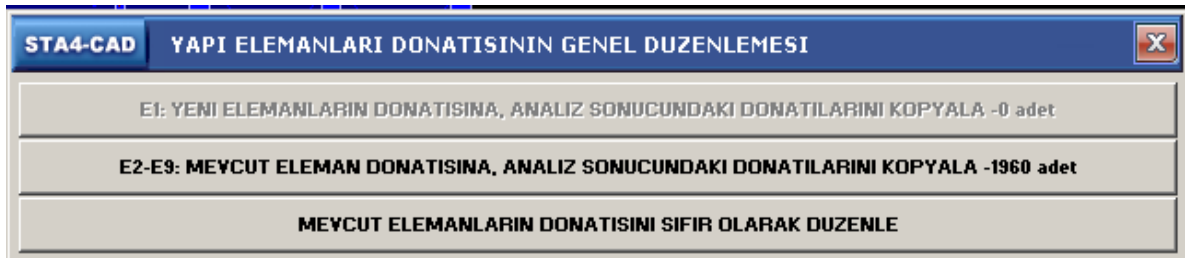 STA4-CAD YAPI ELEMANLARI DONATISININ GENEL DUZENLEMESI X
E1: YENI ELEMANLARIN DONATISINA, ANALIZ SONUCUNDAKI DONATILARINI KOPYALA -0 adet
E2-E9: MEVCUT ELEMAN DONATISINA, ANALIZ SONUCUNDAKI DONATILARINI KOPYALA -1960 adet
MEVCUT ELEMANLARIN DONATISINI SIFIR OLARAK DUZENLE